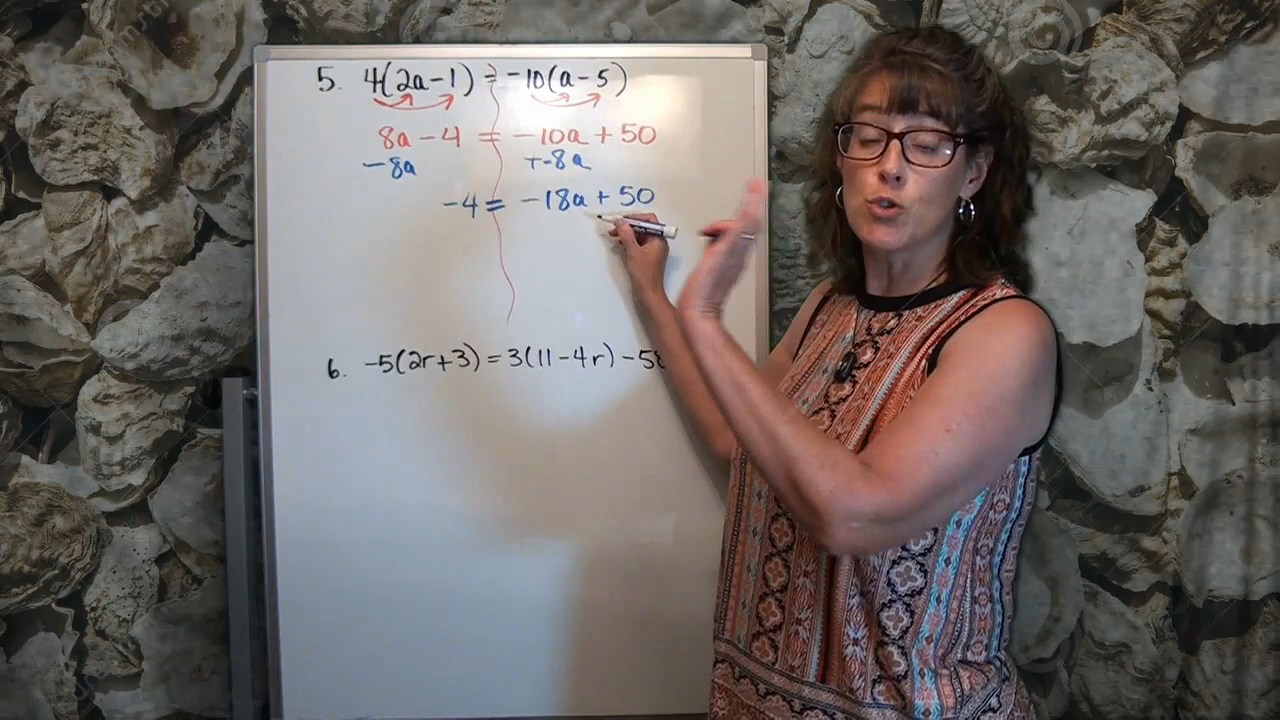 5. 4(2a-1) = -10(a-5)
8a - 4 = -10a + 50
-8a +-8a
-4 = -18a + 50
6. -5(2r+3) = 3(11-4r) -